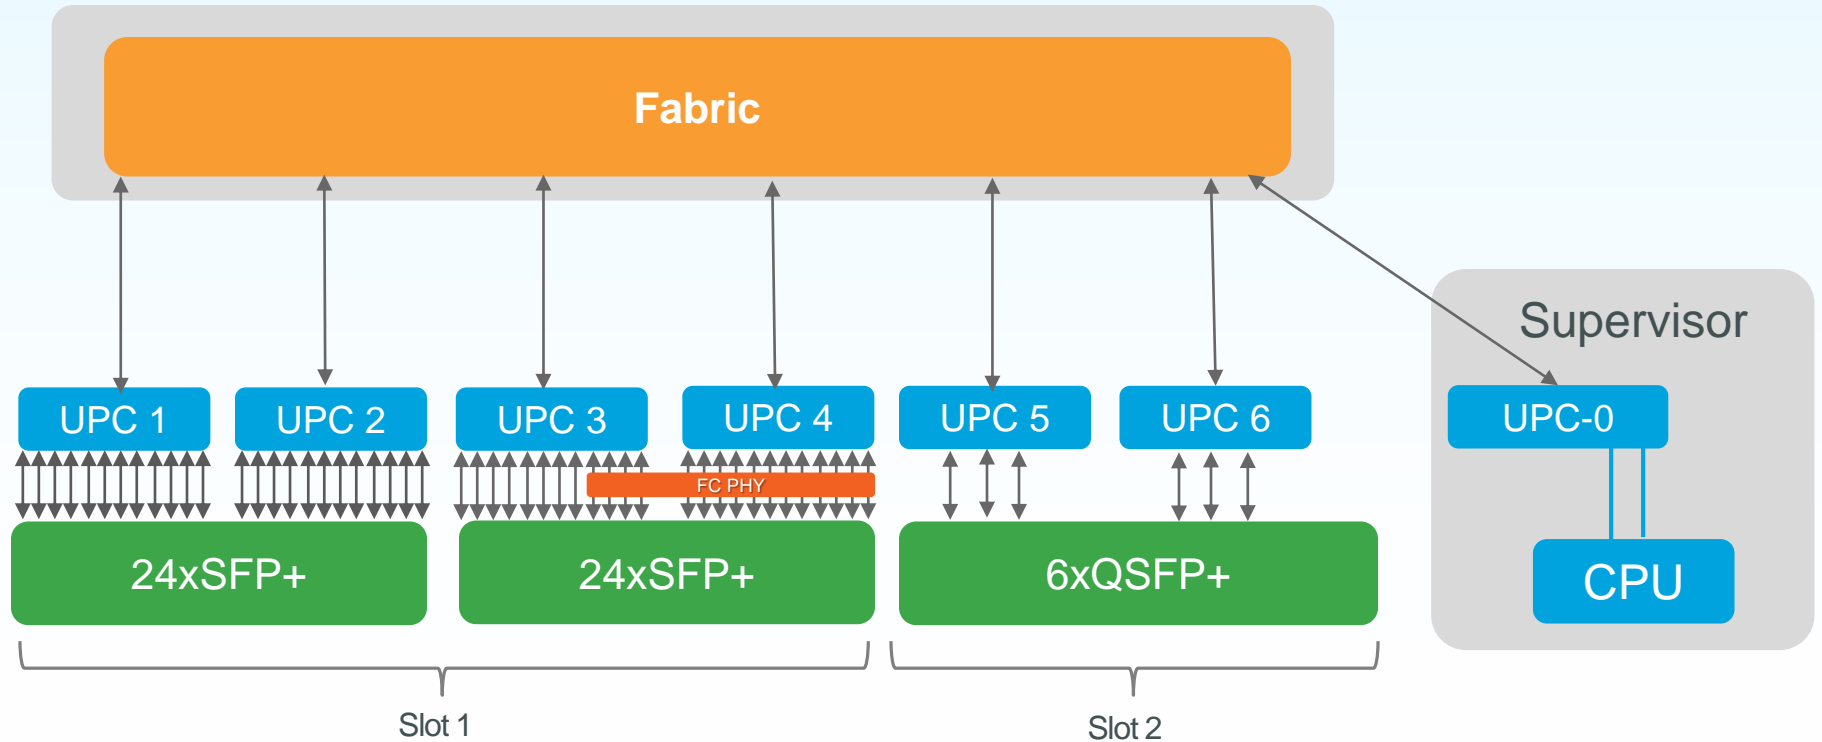 Fabric
Supervisor
UPC 1
UPC 2
UPC 3
UPC 4
UPC 5
UPC 6
UPC-0
FC PHY
24xSFP+
24xSFP+
6xQSFP+
CPU
Slot 1
Slot 2